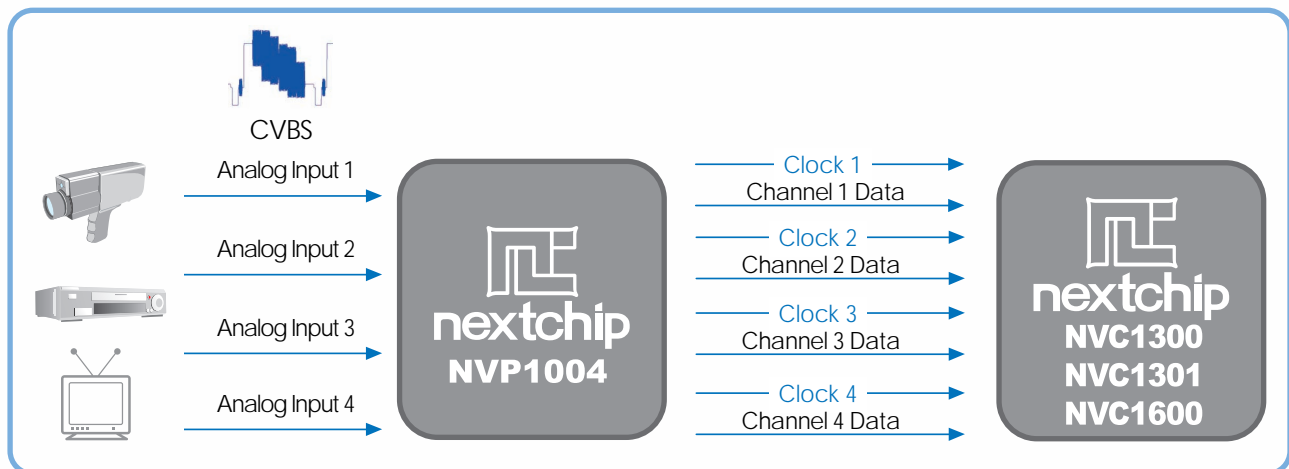 CVBS
Analog Input 1
Analog Input 2
Analog Input 3
Analog Input 4
nextchip
NVP1004
Clock 1
Channel 1 Data
Clock 2
Channel 2 Data
Clock 3
Channel 3 Data
Clock 4
Channel 4 Data
nextchip
NVC1300
NVC1301
NVC1600